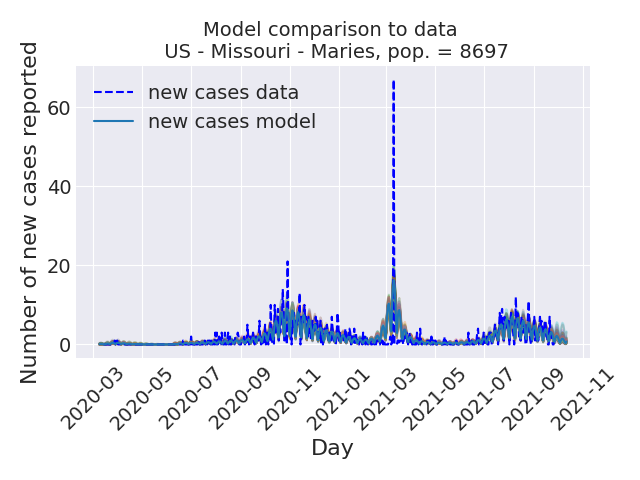 Model comparison to data
US - Missouri - Maries, pop. = 8697
Number of new cases reported
new cases data
new cases model
60
40
20
0
2020-03
2020-05
2020-07
2020-09
2020-11
2021-01
2021-03
2021-05
2021-07
2021-09
2021-11
Day